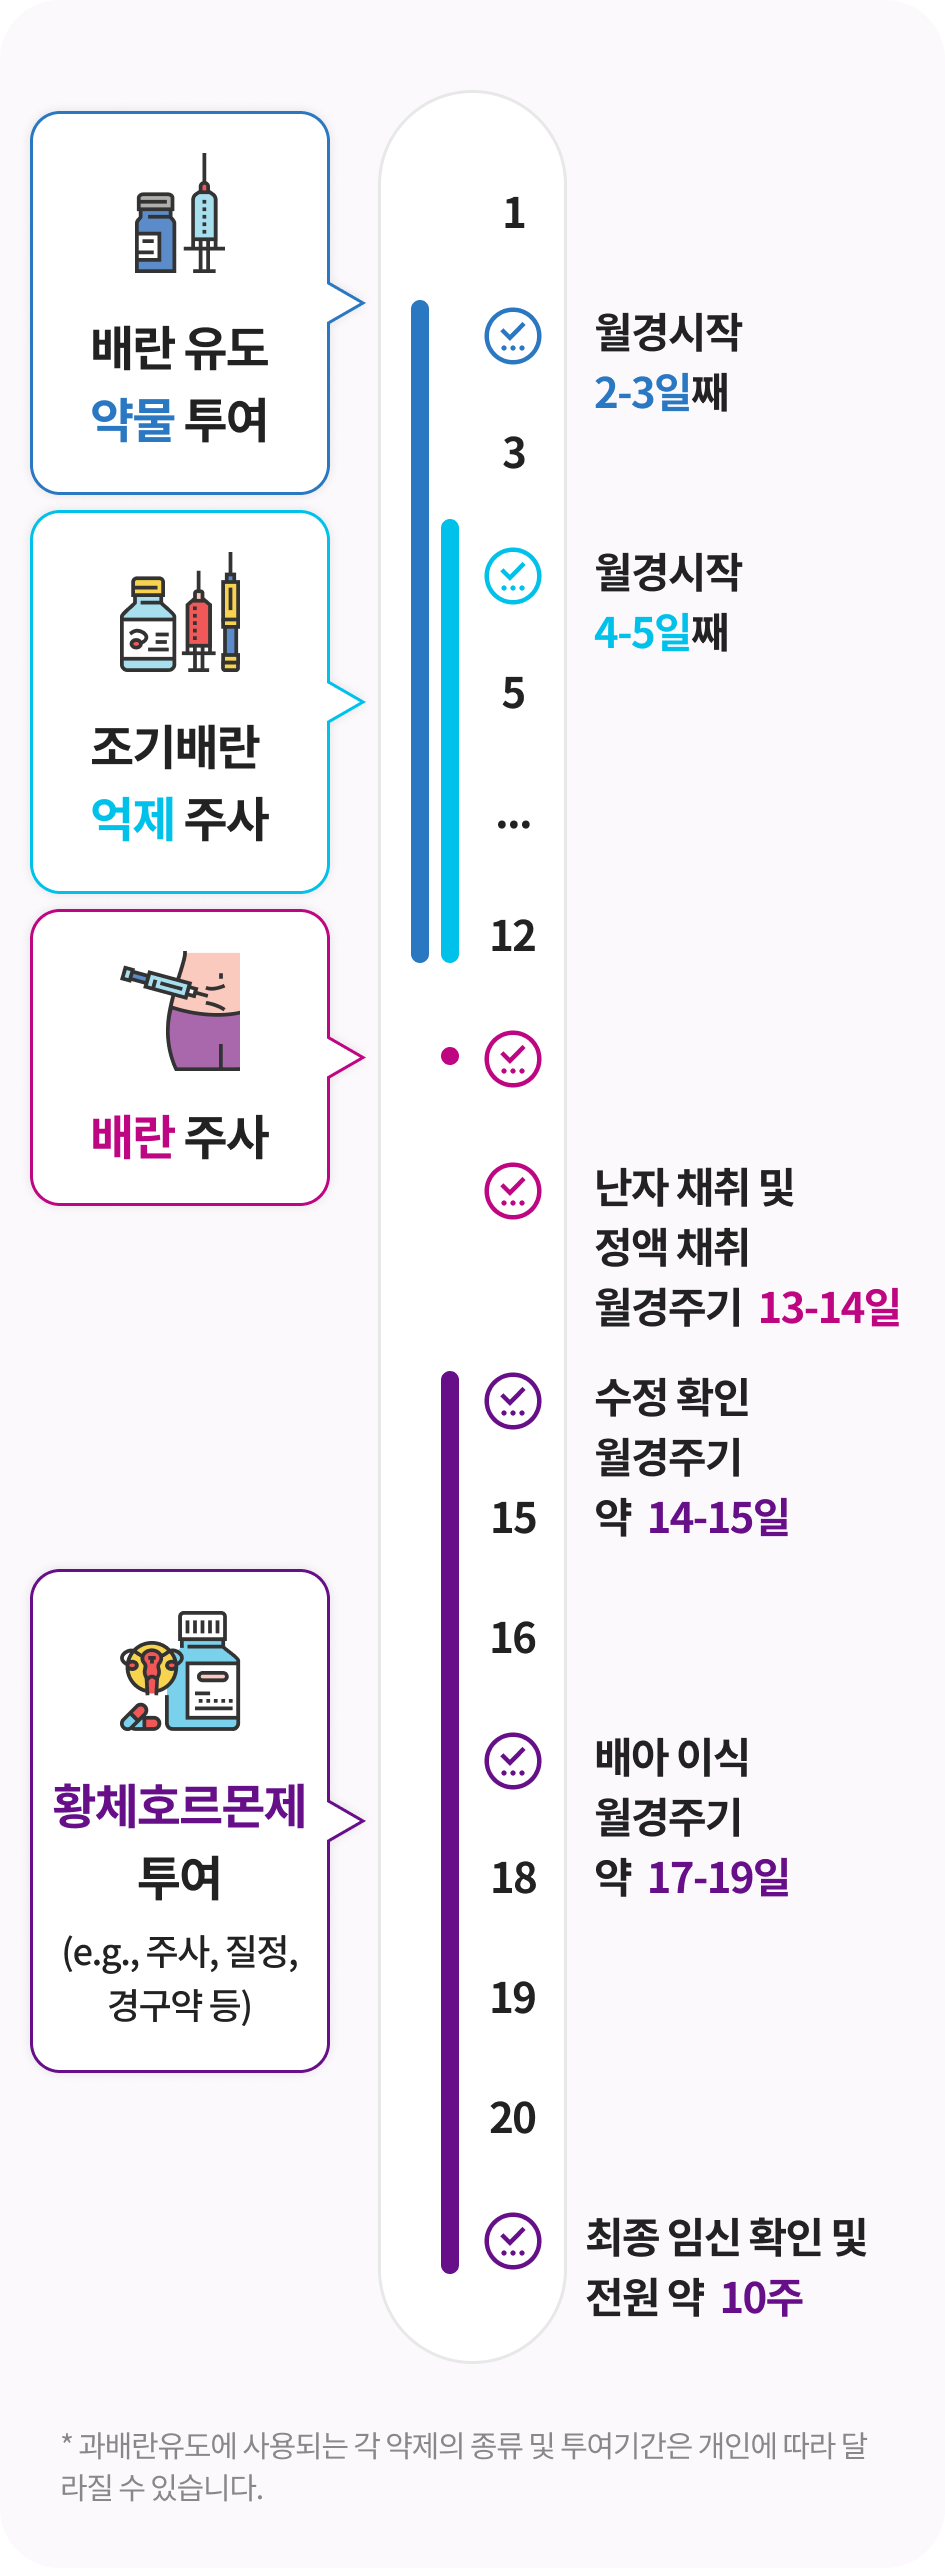 배란 유도
약물 투여
1
월경시작
2-3일째
3
조기배란
억제 주사
월경시작
4-5일째
5
...
12
배란 주사
난자 채취 및
정액 채취
월경주기 13-14일
수정 확인
월경주기
약 14-15일
15
16
황체호르몬제
투여
(e.g., 주사, 질정,
경구약 등)
배아 이식
월경주기
약 17-19일
18
19
20
최종 임신 확인 및
전원 약 10주
* 과배란유도에 사용되는 각 약제의 종류 및 투여기간은 개인에 따라 달
라질 수 있습니다.